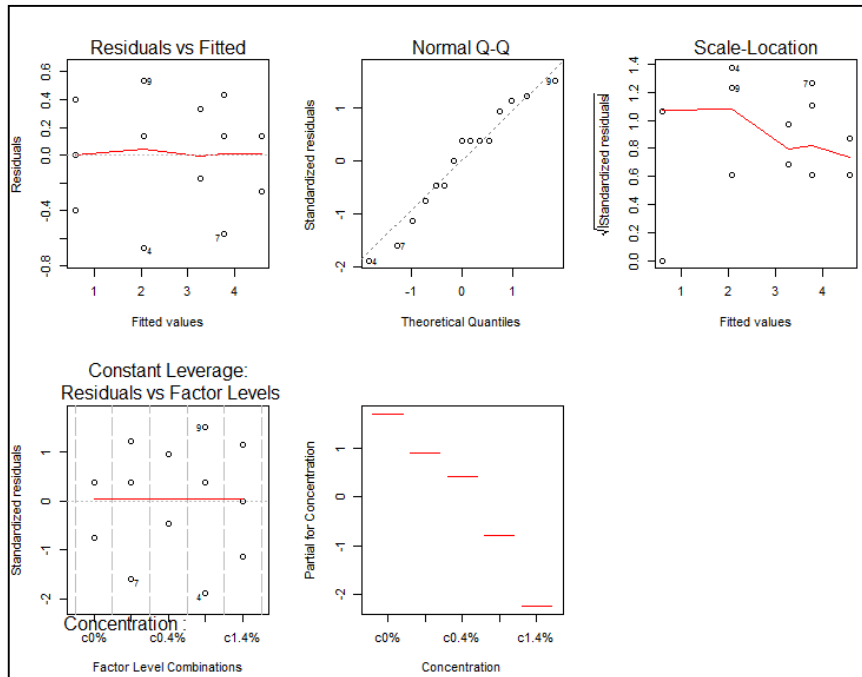 Residuals vs Fitted
Residuals
0.6
0.2
-0.4
-0.8
9
4
7
1 2 3 4
Fitted values
Normal Q-Q
Standardized residuals
1
0
-1
-2
9
7
4
-1 0 1
Theoretical Quantiles
Scale-Location
√|Standardized residuals|
1.4
1.2
1.0
0.8
0.6
0.4
0.2
0.0
4
9
7
1 2 3 4
Fitted values
Constant Leverage:
Residuals vs Factor Levels
Standardized residuals
1
0
-1
-2
9
7
4
Concentration :
c0% c0.4% c1.4%
Factor Level Combinations
Partial for Concentration
1
0
-1
-2
c0% c0.4% c1.4%
Concentration